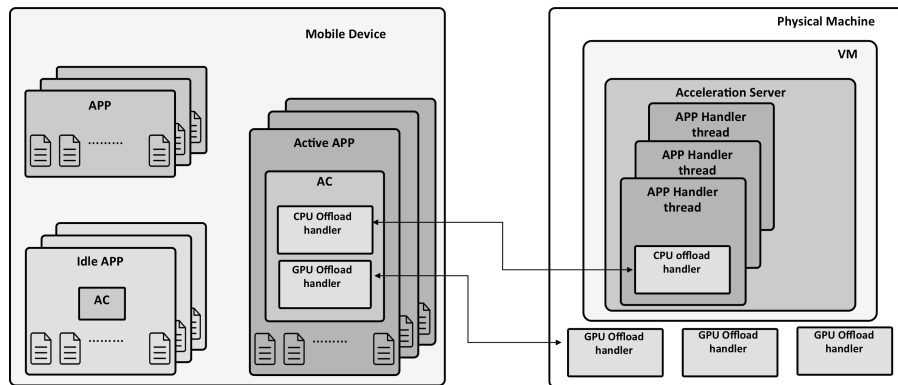 Mobile Device
APP
.........
Idle APP
AC
.........
Active APP
AC
CPU Offload
handler
GPU Offload
handler
.........
Physical Machine
VM
Acceleration Server
APP Handler
thread
APP Handler
thread
APP Handler
thread
CPU offload
handler
GPU Offload
handler
GPU Offload
handler
GPU Offload
handler